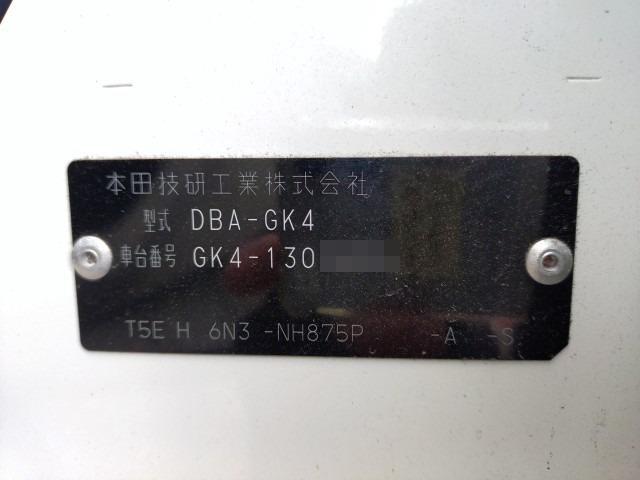 本田技研工業株式会社
型式 DBA-GK4
車台番号 GK4-130
T5E H 6N3 -NH875P -A -S